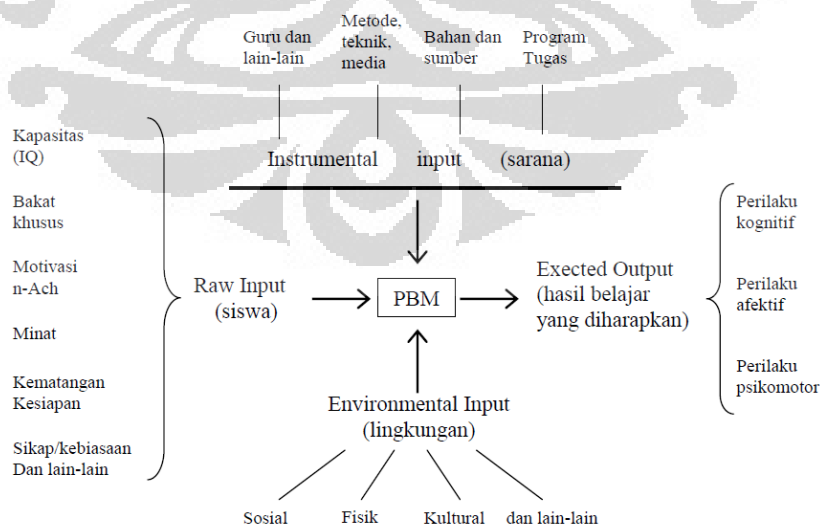 Guru dan
lain-lain
Metode,
teknik,
media
Bahan dan
sumber
Program
Tugas
Instrumental input (sarana)
Kapasitas
(IQ)
Bakat
khusus
Motivasi
n-Ach
Minat
Kematangan
Kesiapan
Sikap/kebiasaan
Dan lain-lain
Raw Input
(siswa)
PBM
Exected Output
(hasil belajar
yang diharapkan)
Perilaku
kognitif
Perilaku
afektif
Perilaku
psikomotor
Environmental Input
(lingkungan)
Sosial
Fisik
Kultural
dan lain-lain